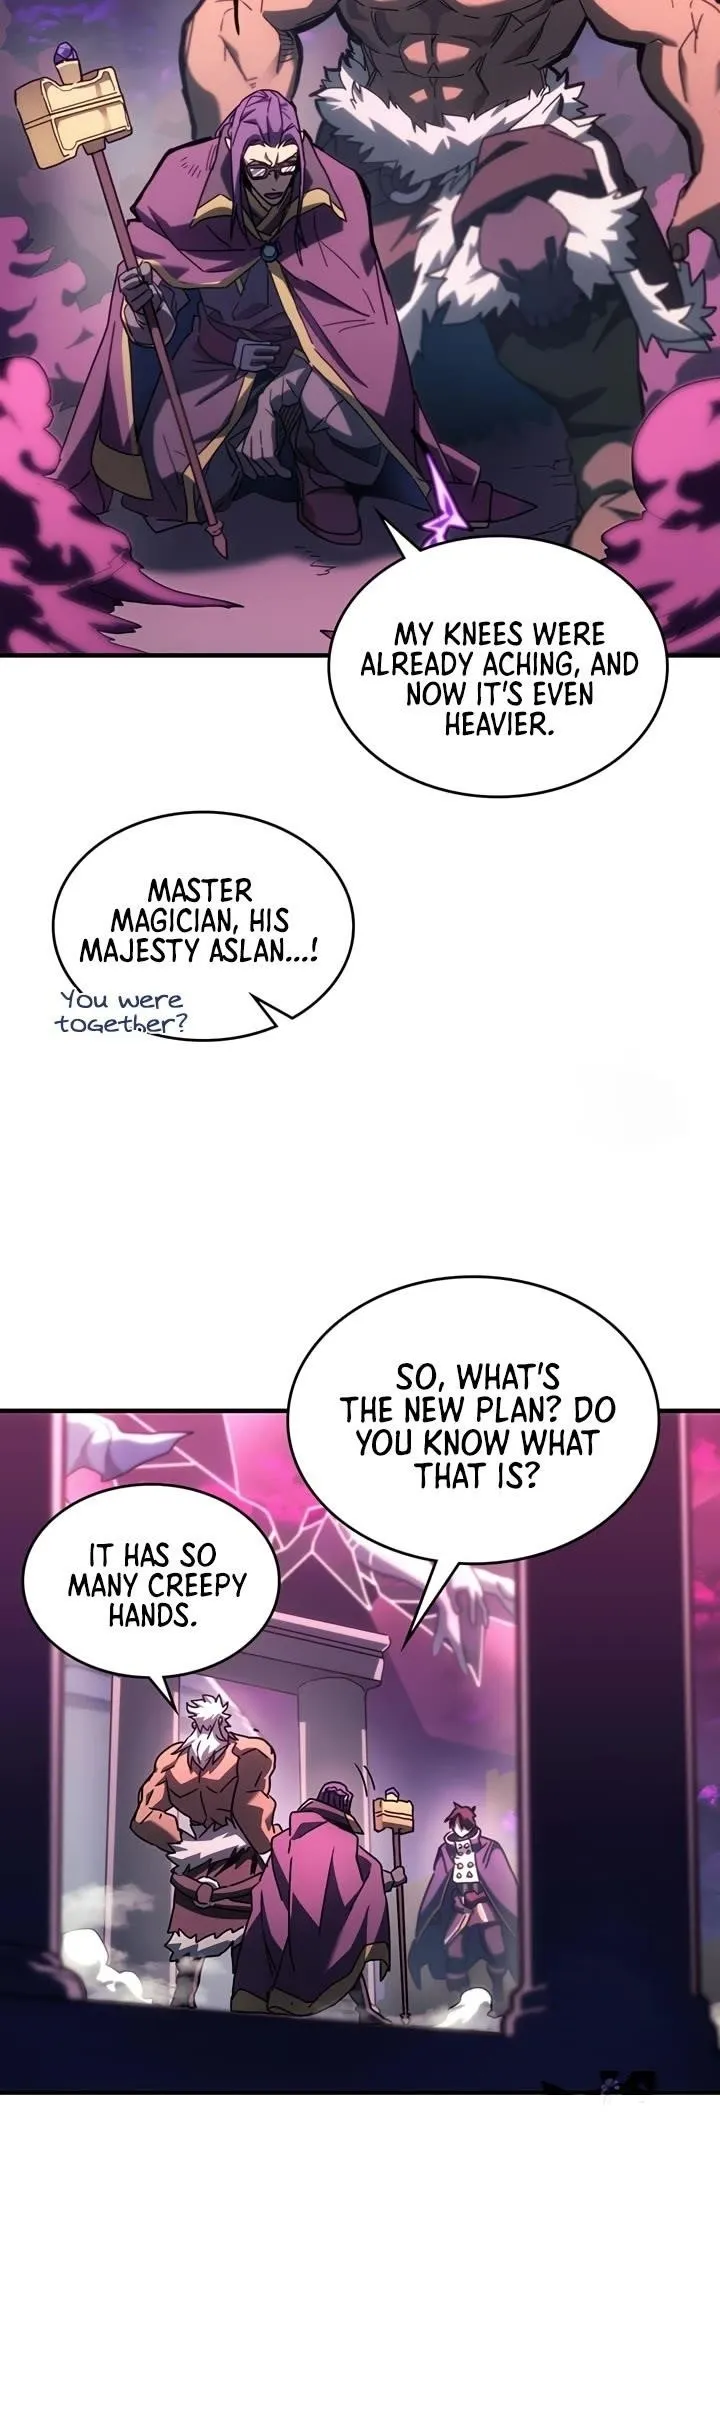 MY KNEES WERE
ALREADY ACHING, AND
NOW IT'S EVEN
HEAVIER.
MASTER
MAGICIAN, HIS
MAJESTY ASLAN...!
You were
together?
SO, WHAT'S
THE NEW PLAN? DO
YOU KNOW WHAT
THAT IS?
IT HAS SO
MANY CREEPY
HANDS.